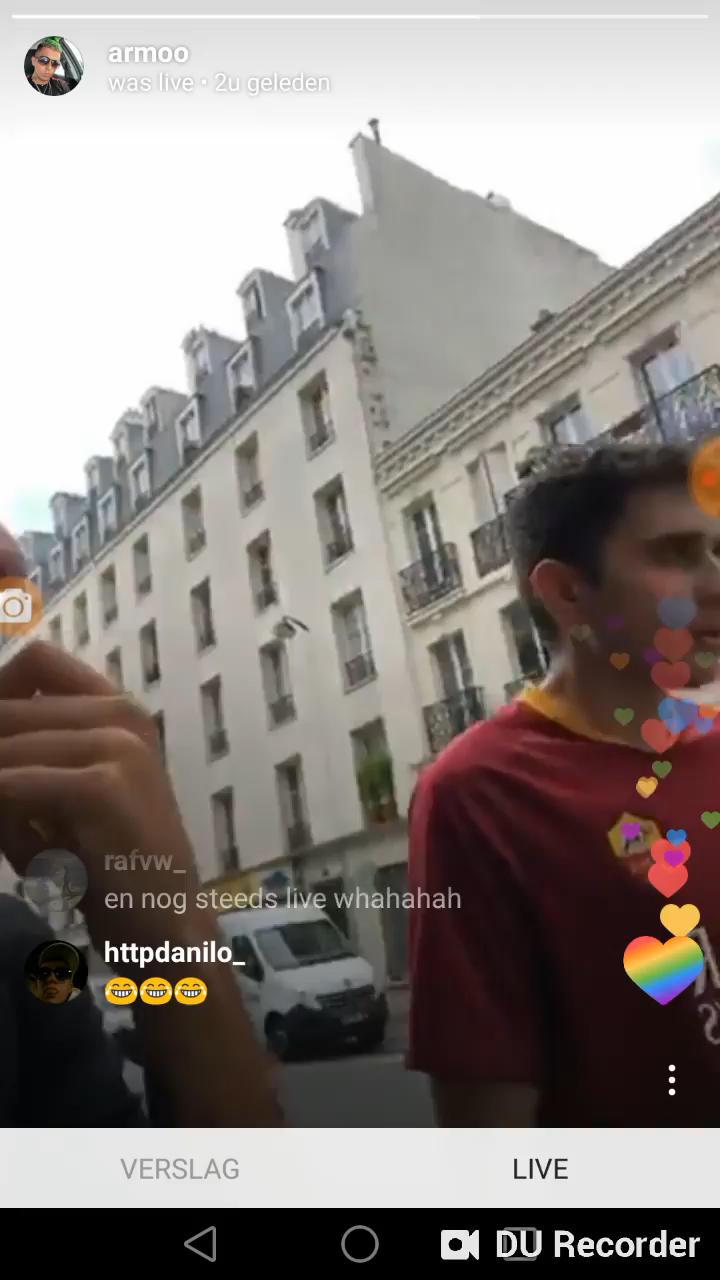 armoo
was live • 2u geleden
rafvw_
en nog steeds live whahahah
httpdanilo_
😂😂😂
VERSLAG
LIVE
DU Recorder